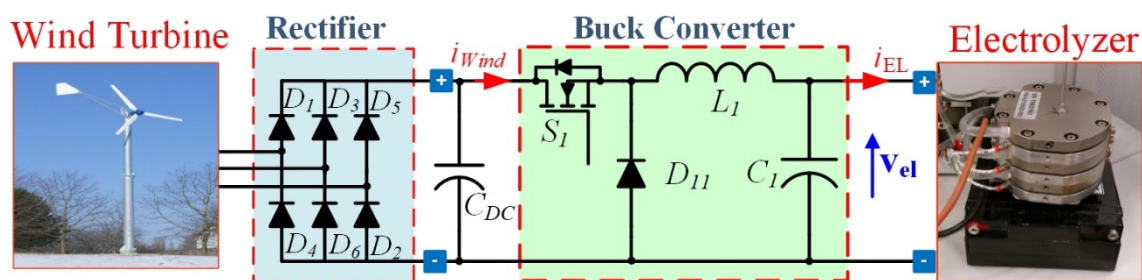 Wind Turbine
Rectifier
Buck Converter
Electrolyzer
D1
D3
D5
D4
D6
D2
+
-
iWind
CDC
S1
L1
D11
C1
iEL
vel
+
-